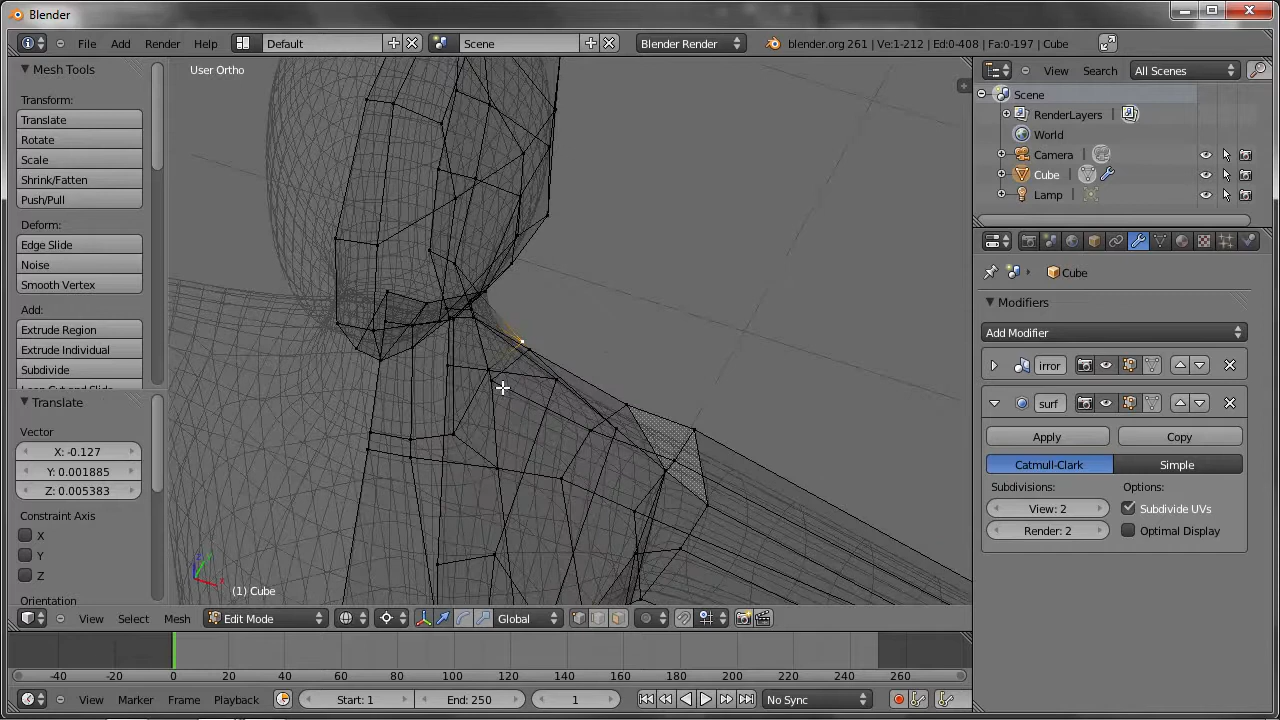 Blender
File Add Render Help Default Scene Blender Render blender.org 261 | Ve:1-212 | Ed:0-408 | Fa:0-197 | Cube
Mesh Tools
Transform:
Translate
Rotate
Scale
Shrink/Fatten
Push/Pull
Deform:
Edge Slide
Noise
Smooth Vertex
Add:
Extrude Region
Extrude Individual
Subdivide
Loop Cut and Slide
Translate
Vector
X: -0.127
Y: 0.001885
Z: 0.005383
Constraint Axis
X
Y
Z
Orientation
User Ortho
z y x
(1) Cube
View Select Mesh Edit Mode Global
-40 -20 0 20 40 60 80 100 120 140 160 180 200 220 240 260
View Marker Frame Playback Start: 1 End: 250 1 No Sync
View Search All Scenes
Scene
RenderLayers
World
Camera
Cube
Lamp
Cube
Modifiers
Add Modifier
irror
surf
Apply Copy
Catmull-Clark Simple
Subdivisions: Options:
View: 2 Subdivide UVs
Render: 2 Optimal Display